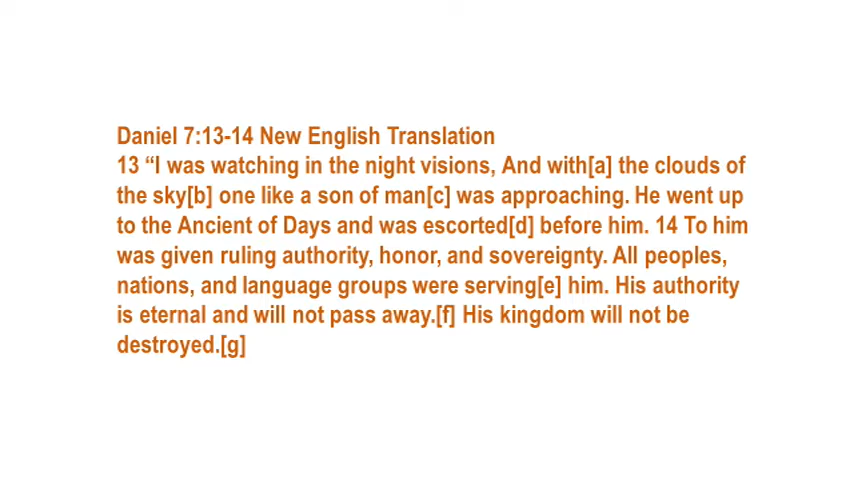 Daniel 7:13-14 New English Translation
13 “I was watching in the night visions, And with[a] the clouds of
the sky[b] one like a son of man[c] was approaching. He went up
to the Ancient of Days and was escorted[d] before him. 14 To him
was given ruling authority, honor, and sovereignty. All peoples,
nations, and language groups were serving[e] him. His authority
is eternal and will not pass away.[f] His kingdom will not be
destroyed.[g]